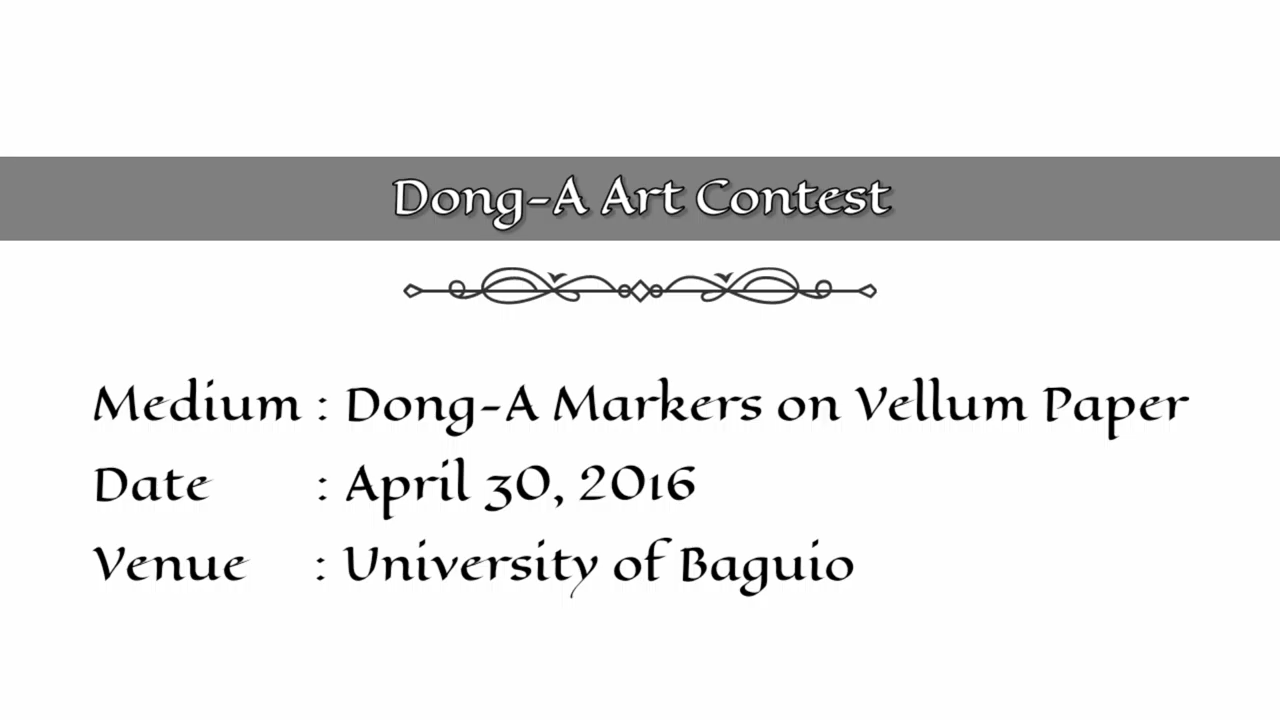 Dong-A Art Contest
Medium : Dong-A Markers on Vellum Paper
Date : April 30, 2016
Venue : University of Baguio